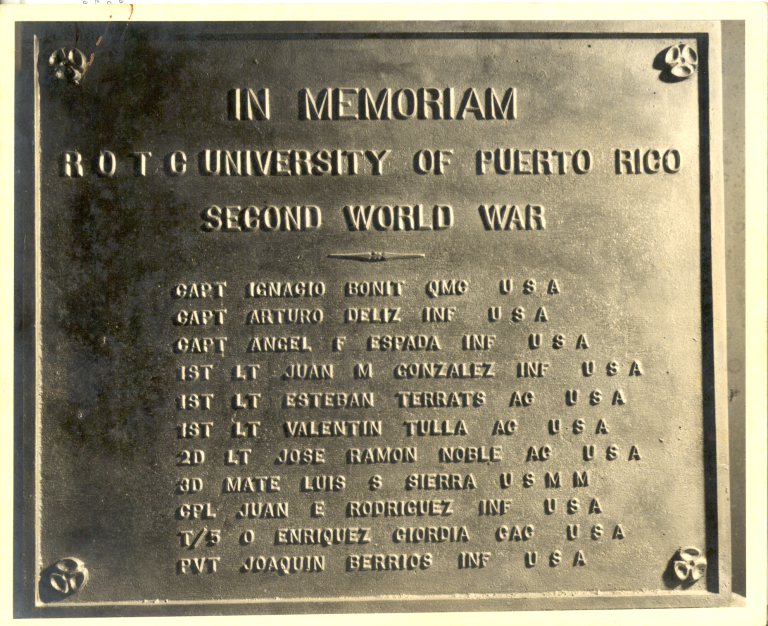 IN MEMORIAM
R O T C UNIVERSITY OF PUERTO RICO
SECOND WORLD WAR
CAPT IGNACIO BONIT QMC U S A
CAPT ARTURO DELIZ INF U S A
CAPT ANGEL F ESPADA INF U S A
1ST LT JUAN M GONZALEZ INF U S A
1ST LT ESTEBAN TERRATS AC U S A
1ST LT VALENTIN TULLA AC U S A
2D LT JOSE RAMON NOBLE AC U S A
3D MATE LUIS S SIERRA U S M M
CPL JUAN E RODRIGUEZ INF U S A
T/5 O ENRIQUEZ GIORDIA CAC U S A
PVT JOAQUIN BERRIOS INF U S A